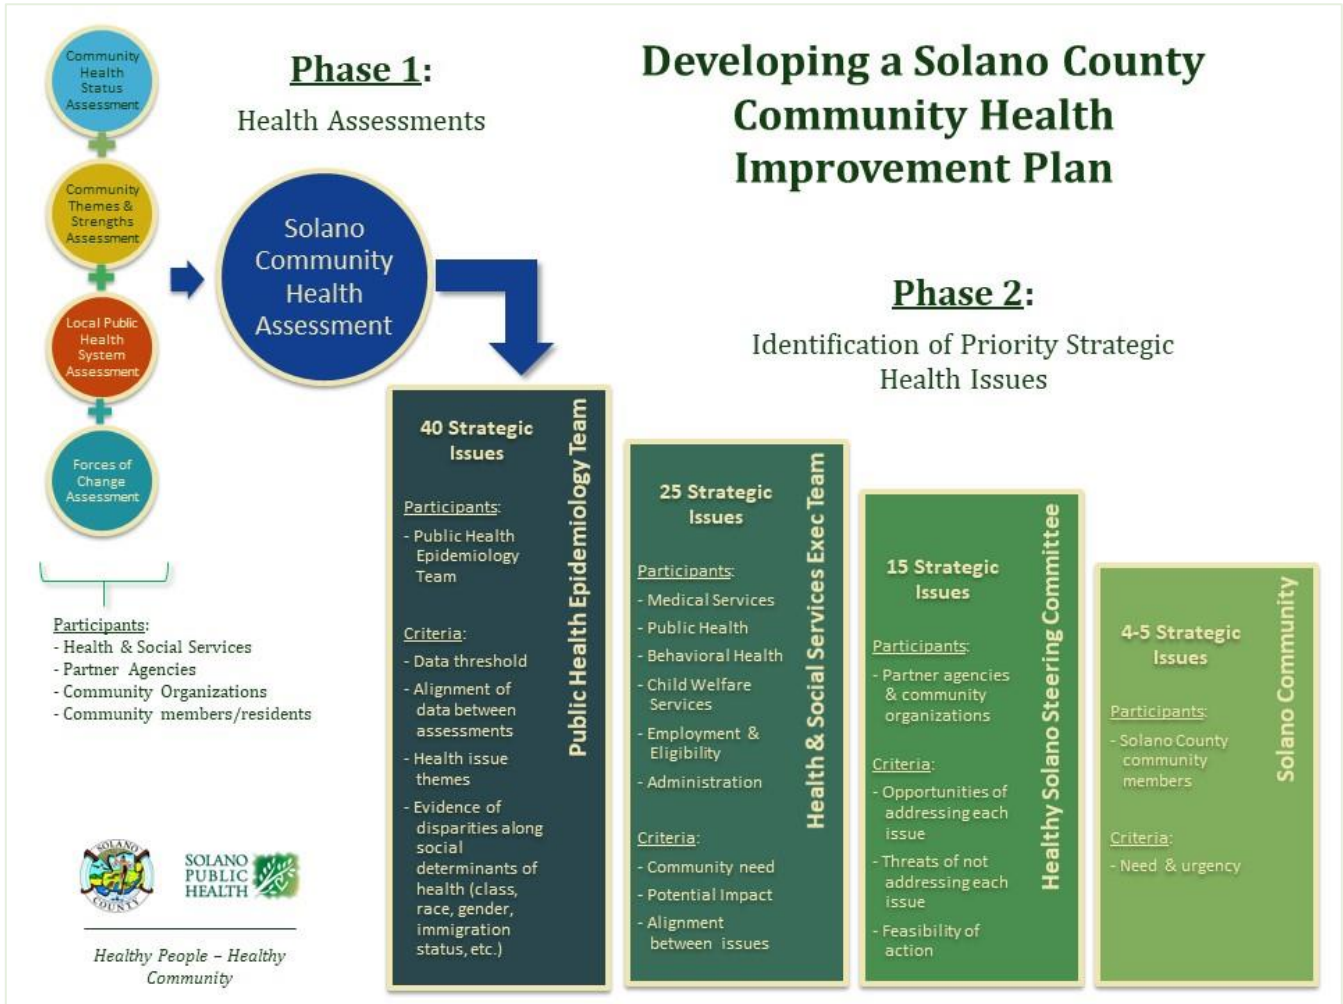 Developing a Solano County
Community Health
Improvement Plan
Phase 1:
Health Assessments
Community
Health
Status
Assessment
Community
Themes &
Strengths
Assessment
Local Public
Health
System
Assessment
Forces of
Change
Assessment
Participants:
- Health & Social Services
- Partner Agencies
- Community Organizations
- Community members/residents
Solano
Community
Health
Assessment
Phase 2:
Identification of Priority Strategic
Health Issues
40 Strategic
Issues
Participants:
- Public Health
Epidemiology
Team
Criteria:
- Data threshold
- Alignment of
data between
assessments
- Health issue
themes
- Evidence of
disparities along
social
determinants of
health (class,
race, gender,
immigration
status, etc.)
Public Health Epidemiology Team
25 Strategic
Issues
Participants:
- Medical Services
- Public Health
- Behavioral Health
- Child Welfare
Services
- Employment &
Eligibility
- Administration
Criteria:
- Community need
- Potential Impact
- Alignment
between issues
Health & Social Services Exec Team
15 Strategic
Issues
Participants:
- Partner agencies
& community
organizations
Criteria:
- Opportunities of
addressing each
issue
- Threats of not
addressing each
issue
- Feasibility of
action
Healthy Solano Steering Committee
4-5 Strategic
Issues
Participants:
- Solano County
community
members
Criteria:
- Need & urgency
Solano Community
SOLANO
COUNTY
SOLANO
PUBLIC
HEALTH
Healthy People – Healthy
Community